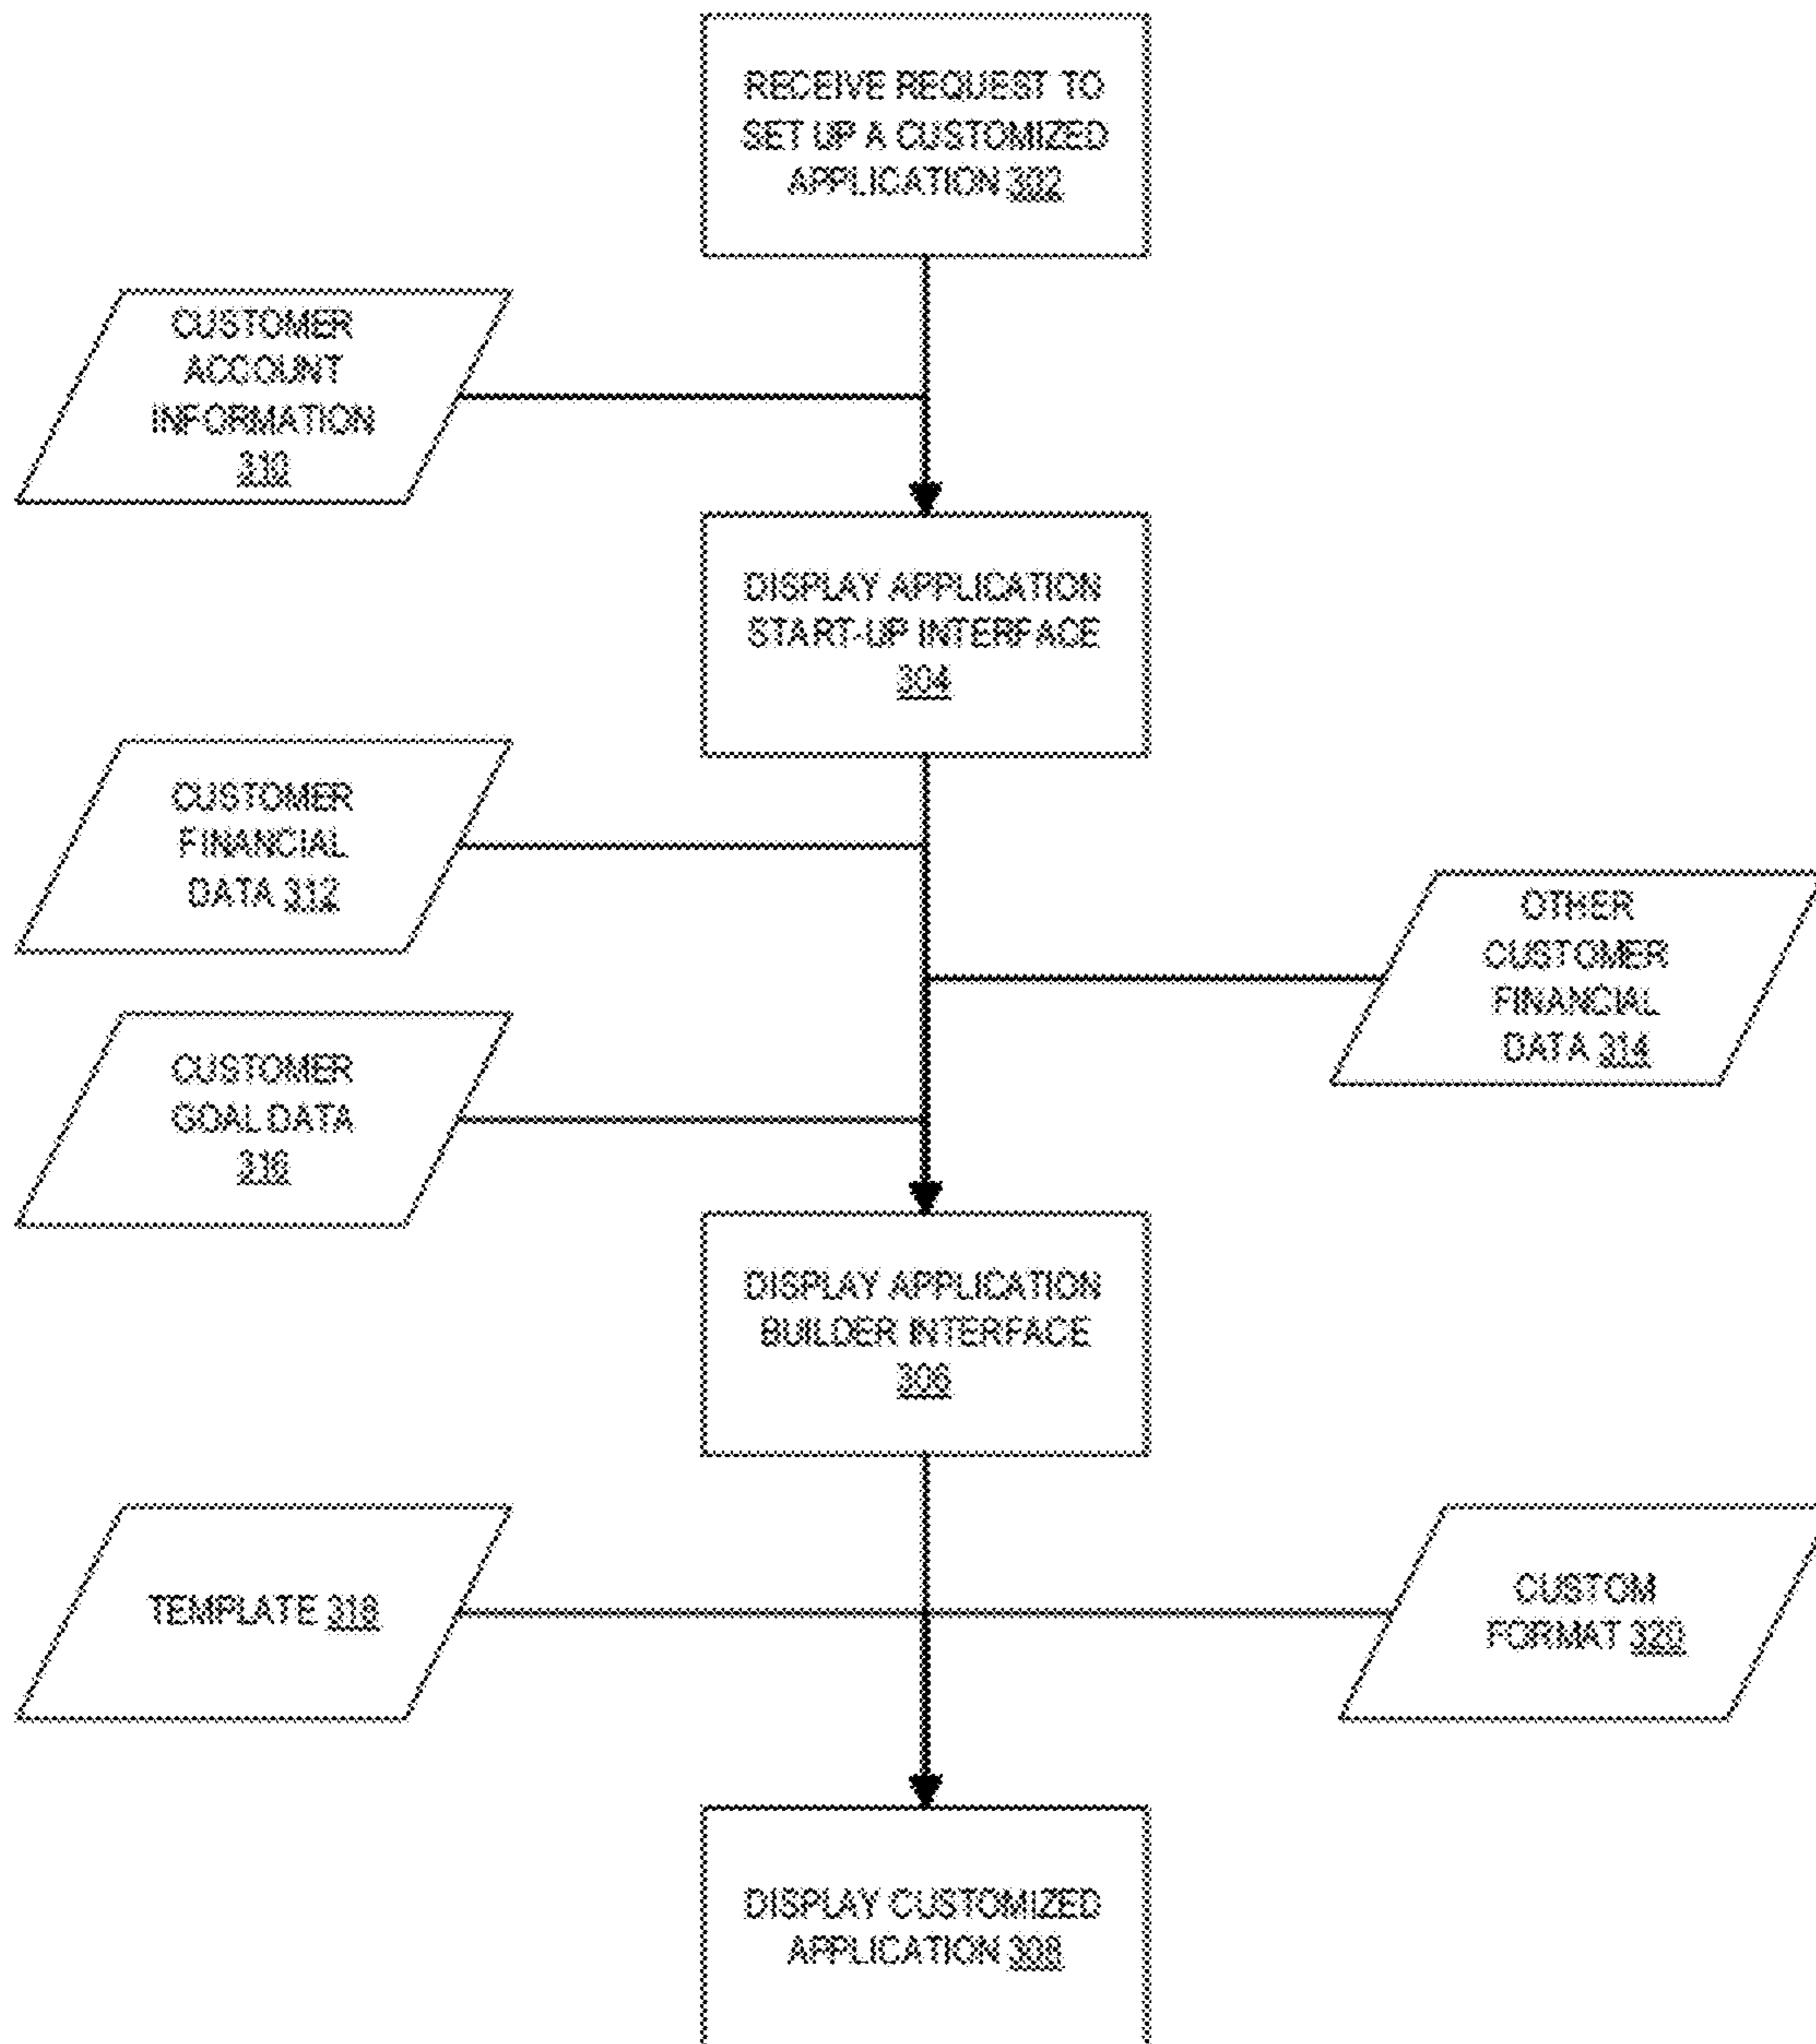 RECEIVE REQUEST TO
SET UP A CUSTOMIZED
APPLICATION 302
CUSTOMER
ACCOUNT
INFORMATION
310
DISPLAY APPLICATION
START-UP INTERFACE
304
CUSTOMER
FINANCIAL
DATA 312
OTHER
CUSTOMER
FINANCIAL
DATA 314
CUSTOMER
GOAL DATA
316
DISPLAY APPLICATION
BUILDER INTERFACE
306
TEMPLATE 318
CUSTOM
FORMAT 320
DISPLAY CUSTOMIZED
APPLICATION 308